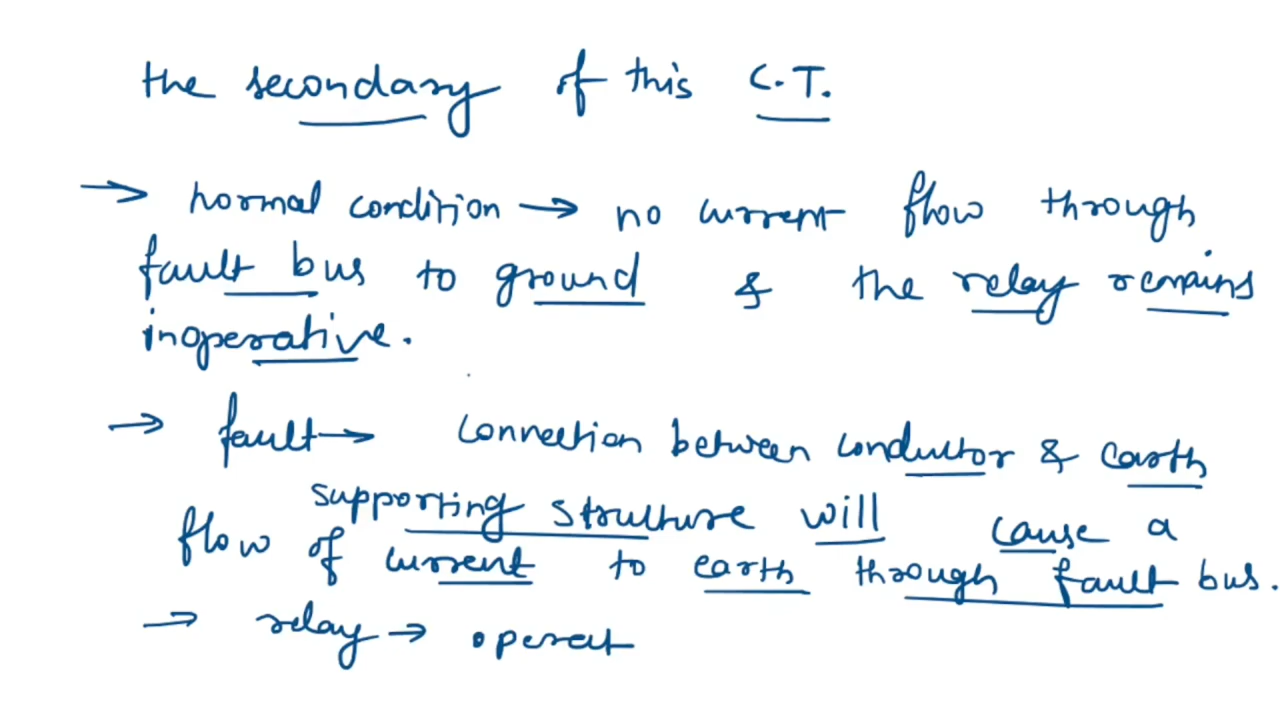 the secondary of this C.T.
→ normal condition → no current flow through
fault bus to ground & the relay remains
inoperative.
→ fault → connection between conductor & earth
supporting structure will cause a
flow of current to earth through fault bus.
→ relay → operat